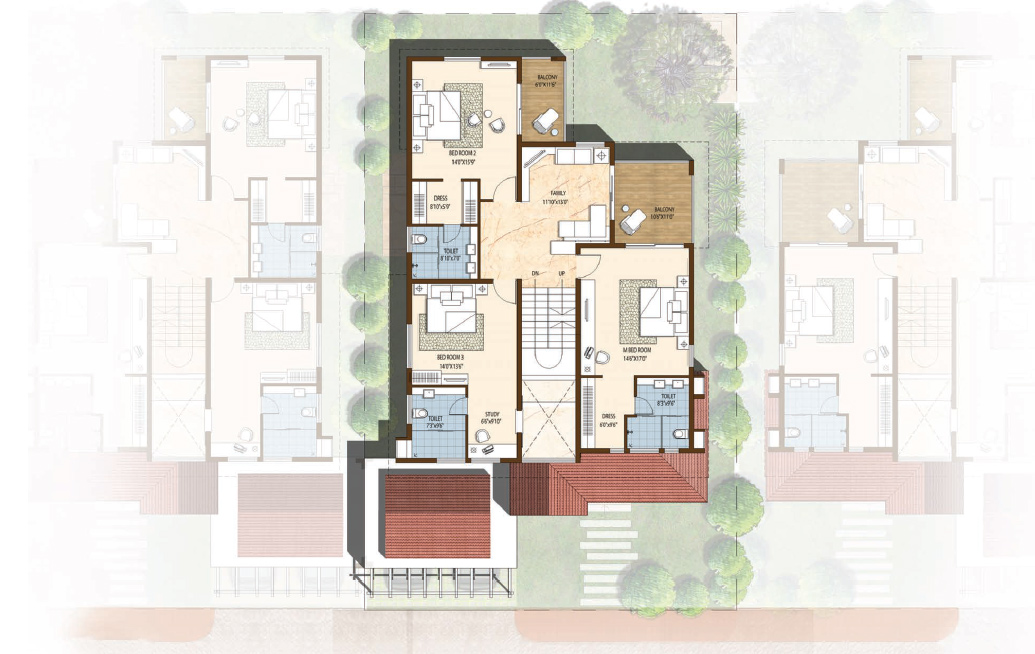 BALCONY
6'5"X11'6"
BED ROOM 2
14'0"X15'9"
FAMILY
11'10"x13'0"
DRESS
8'10"x5'9"
BALCONY
10'6"X11'0"
TOILET
8'10"x7'0"
DN
UP
BED ROOM 3
14'0"X13'6"
M BED ROOM
14'6"X17'0"
TOILET
8'3"x9'6"
STUDY
6'6"x9'10"
TOILET
7'3"x9'6"
DRESS
6'0"x9'6"